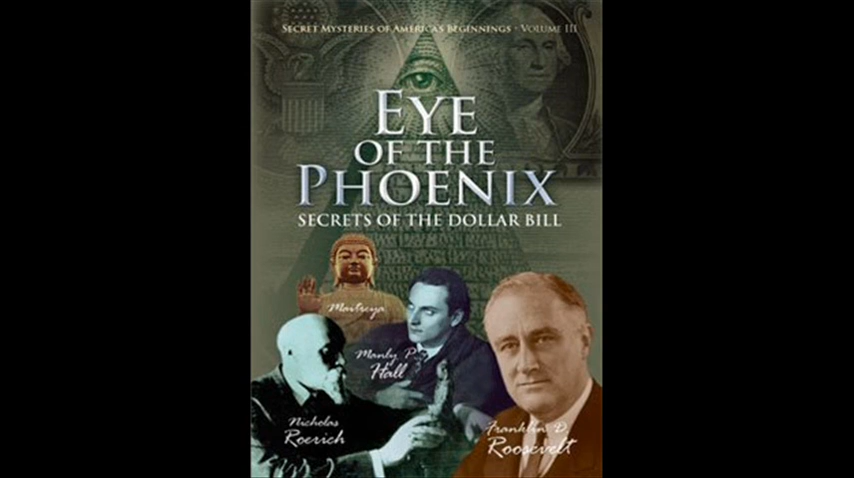 SECRET MYSTERIES OF AMERICA'S BEGINNINGS · VOLUME III
EYE
OF THE
PHOENIX
SECRETS OF THE DOLLAR BILL
Maitreya
Manly P.
Hall
Nicholas
Roerich
Franklin D.
Roosevelt